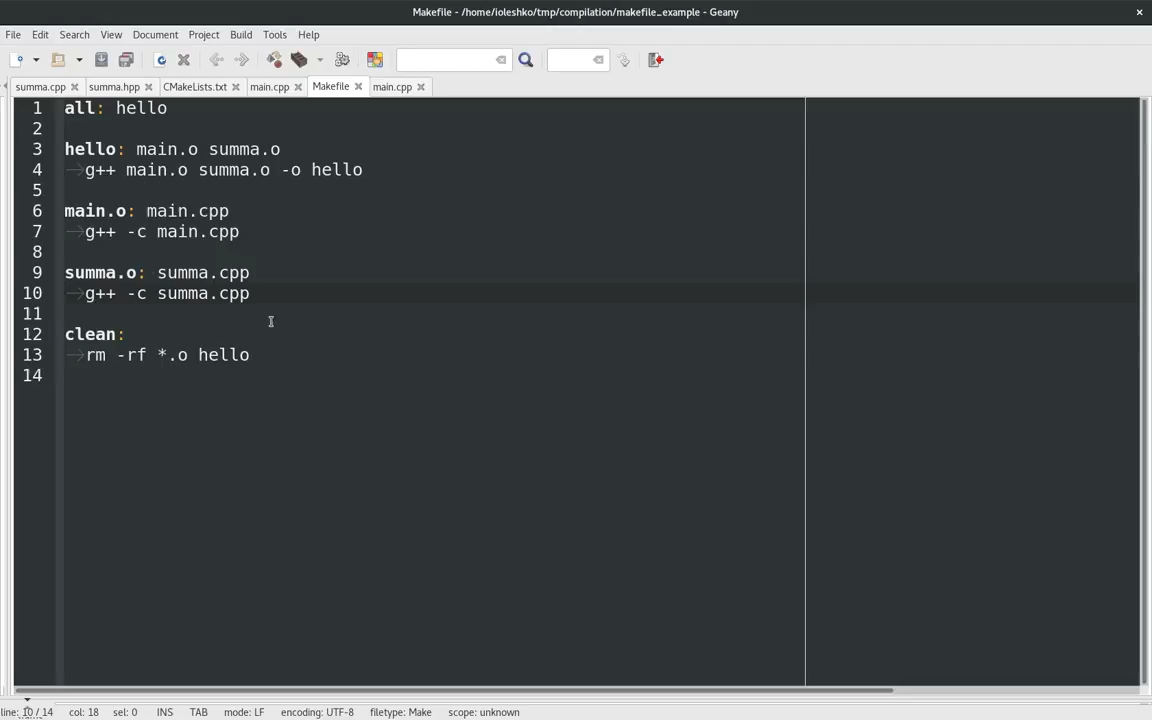 Makefile - /home/ioleshko/tmp/compilation/makefile_example - Geany
File Edit Search View Document Project Build Tools Help
summa.cpp summa.hpp CMakeLists.txt main.cpp Makefile main.cpp
1 all: hello
2
3 hello: main.o summa.o
4 g++ main.o summa.o -o hello
5
6 main.o: main.cpp
7 g++ -c main.cpp
8
9 summa.o: summa.cpp
10 g++ -c summa.cpp
11
12 clean:
13 rm -rf *.o hello
14
line: 10 / 14 col: 18 sel: 0 INS TAB mode: LF encoding: UTF-8 filetype: Make scope: unknown